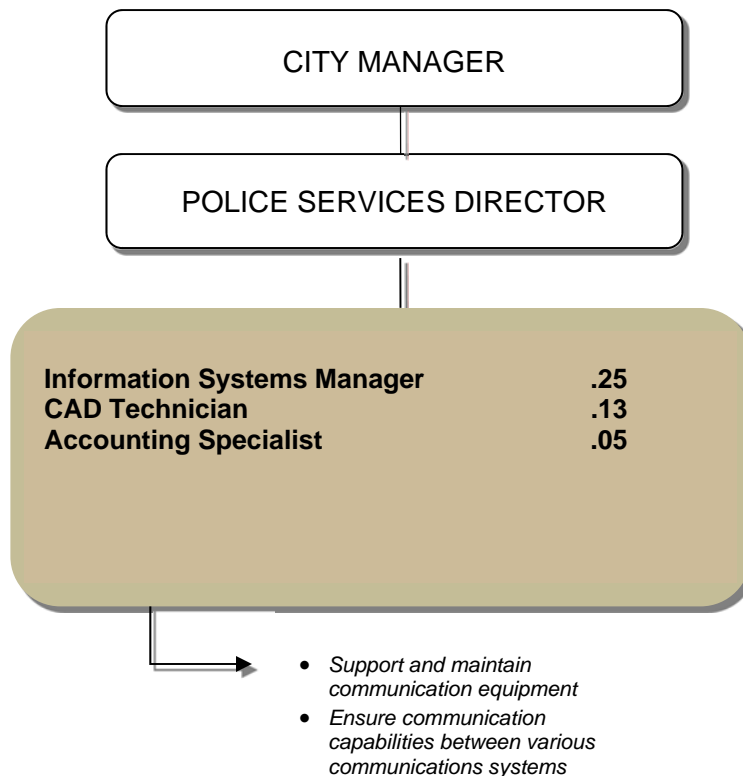 CITY MANAGER
POLICE SERVICES DIRECTOR
Information Systems Manager .25
CAD Technician .13
Accounting Specialist .05
• Support and maintain
communication equipment
• Ensure communication
capabilities between various
communications systems